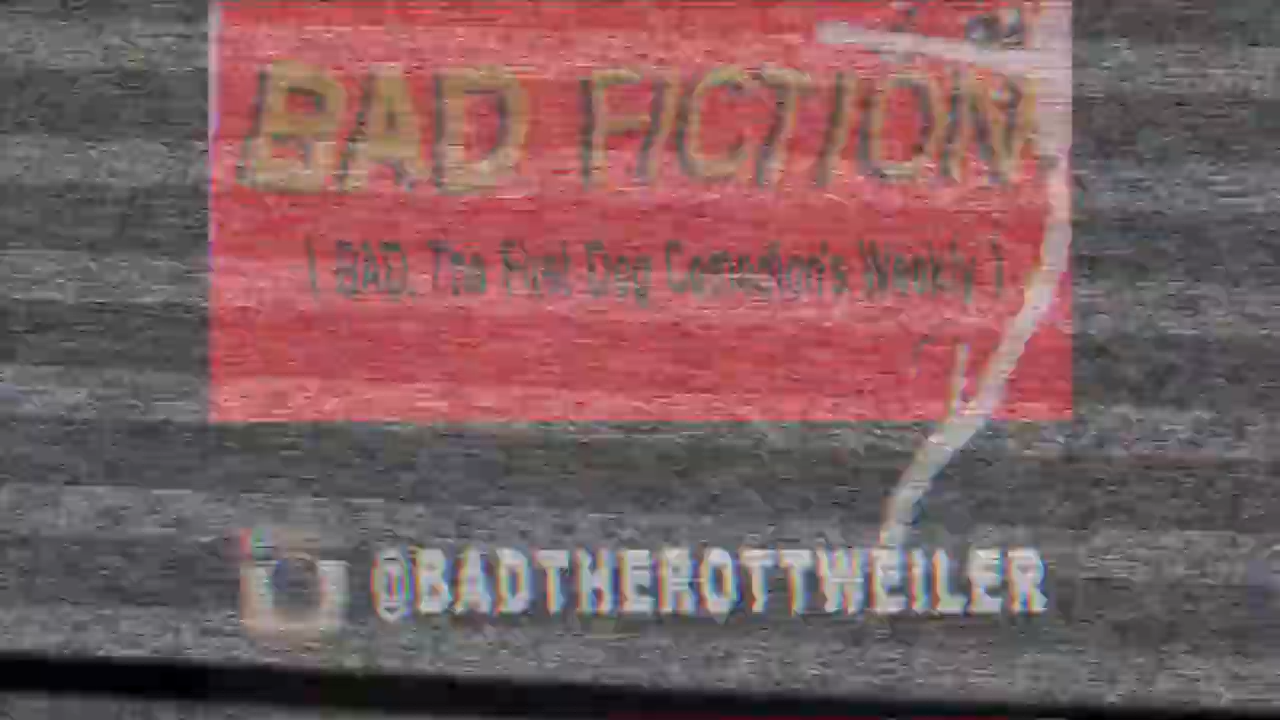 BAD FICTION
( BAD. The First Dog Comedian's Weekly )
@BADTHEROTTWEILER